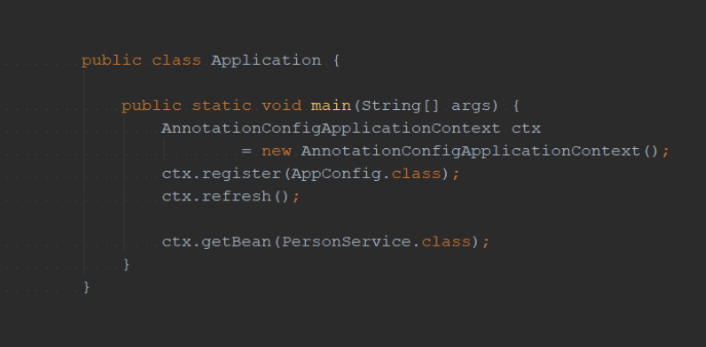 public class Application {
public static void main(String[] args) {
AnnotationConfigApplicationContext ctx
= new AnnotationConfigApplicationContext();
ctx.register(AppConfig.class);
ctx.refresh();
ctx.getBean(PersonService.class);
}
}